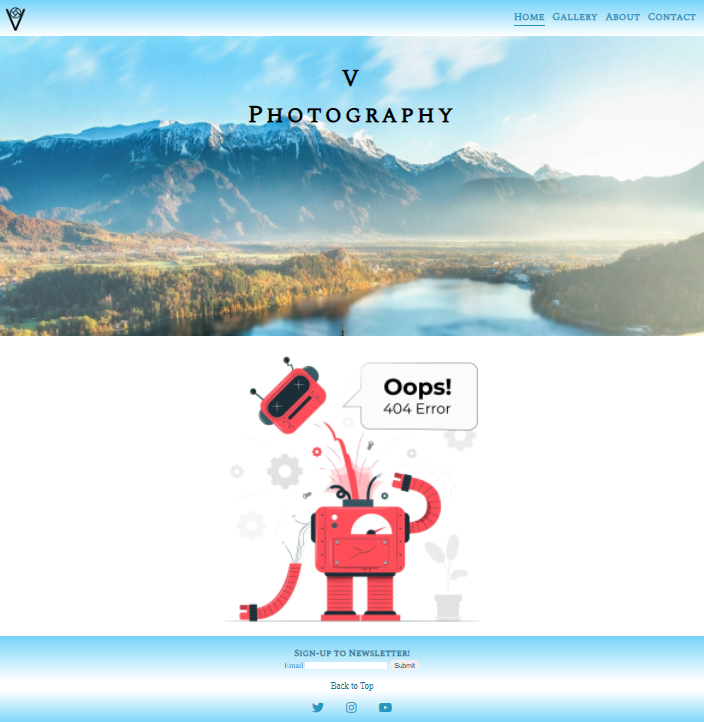 Home Gallery About Contact
V
Photography
Oops!
404 Error
Sign-up to Newsletter!
Email Submit
Back to Top